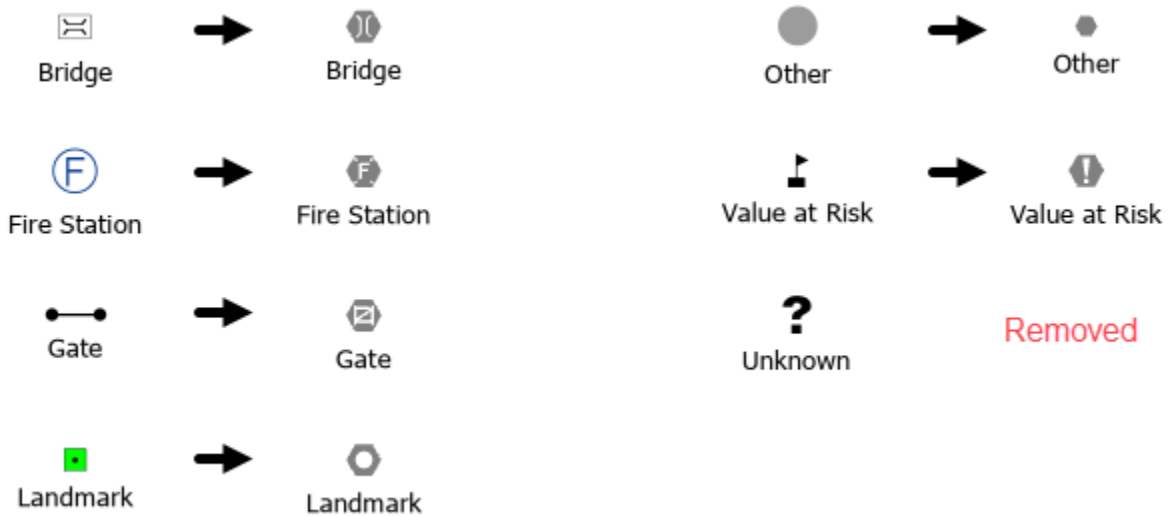 Bridge
Bridge
Other
Other
F
Fire Station
F
Fire Station
Value at Risk
!
Value at Risk
Gate
Gate
?
Unknown
Removed
Landmark
Landmark